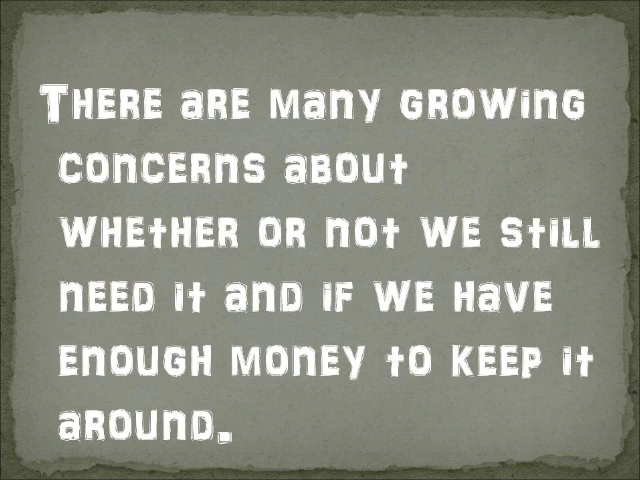 There are many growing
concerns about
whether or not we still
need it and if we have
enough money to keep it
around.